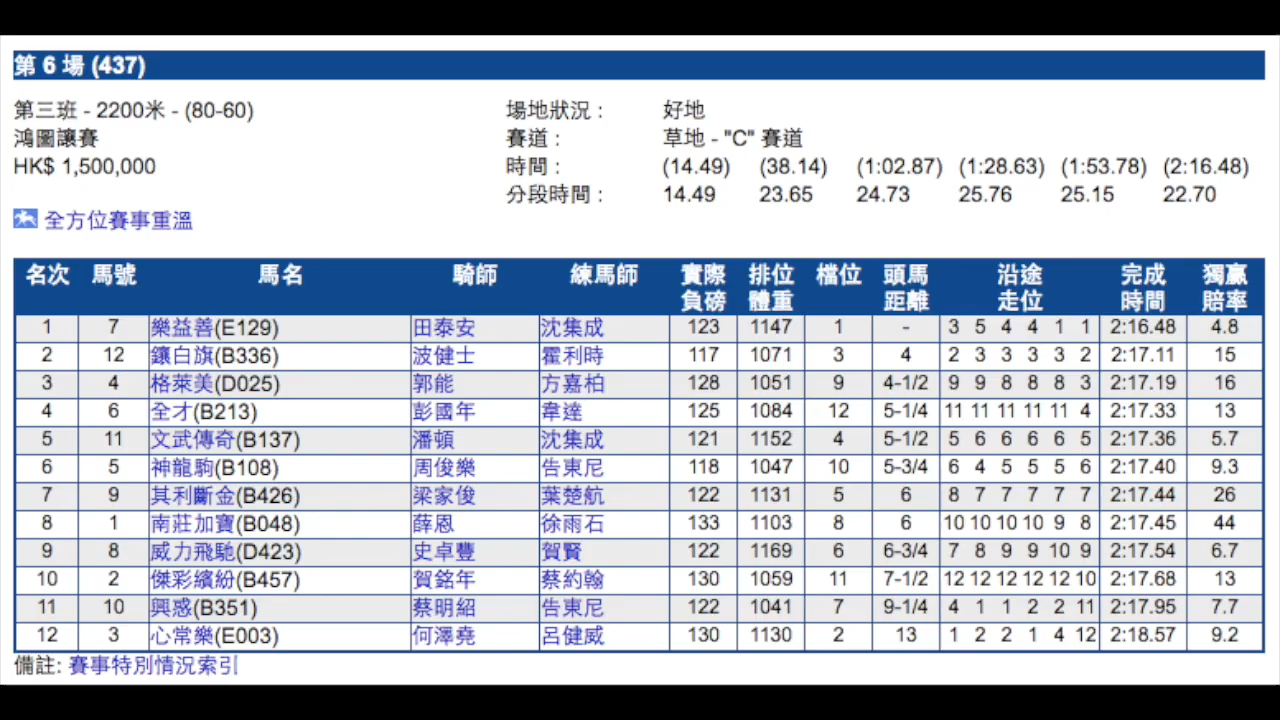 第 6 場 (437)
第三班 - 2200米 - (80-60) 場地狀況 : 好地
鴻圖讓賽 賽道 : 草地 - "C" 賽道
HK$ 1,500,000 時間 : (14.49) (38.14) (1:02.87) (1:28.63) (1:53.78) (2:16.48)
分段時間 : 14.49 23.65 24.73 25.76 25.15 22.70
全方位賽事重溫
名次 馬號 馬名 騎師 練馬師 實際負磅 排位體重 檔位 頭馬距離 沿途走位 完成時間 獨贏賠率
1 7 樂益善(E129) 田泰安 沈集成 123 1147 1 - 3 5 4 4 1 1 2:16.48 4.8
2 12 鑲白旗(B336) 波健士 霍利時 117 1071 3 4 2 3 3 3 3 2 2:17.11 15
3 4 格萊美(D025) 郭能 方嘉柏 128 1051 9 4-1/2 9 9 8 8 8 3 2:17.19 16
4 6 全才(B213) 彭國年 韋達 125 1084 12 5-1/4 11 11 11 11 11 4 2:17.33 13
5 11 文武傳奇(B137) 潘頓 沈集成 121 1152 4 5-1/2 5 6 6 6 6 5 2:17.36 5.7
6 5 神龍駒(B108) 周俊樂 告東尼 118 1047 10 5-3/4 6 4 5 5 5 6 2:17.40 9.3
7 9 其利斷金(B426) 梁家俊 葉楚航 122 1131 5 6 8 7 7 7 7 7 2:17.44 26
8 1 南莊加寶(B048) 薛恩 徐雨石 133 1103 8 6 10 10 10 10 9 8 2:17.45 44
9 8 威力飛馳(D423) 史卓豐 賀賢 122 1169 6 6-3/4 7 8 9 9 10 9 2:17.54 6.7
10 2 傑彩繽紛(B457) 賀銘年 蔡約翰 130 1059 11 7-1/2 12 12 12 12 12 10 2:17.68 13
11 10 興惑(B351) 蔡明紹 告東尼 122 1041 7 9-1/4 4 1 1 2 2 11 2:17.95 7.7
12 3 心常樂(E003) 何澤堯 呂健威 130 1130 2 13 1 2 2 1 4 12 2:18.57 9.2
備註: 賽事特別情況索引